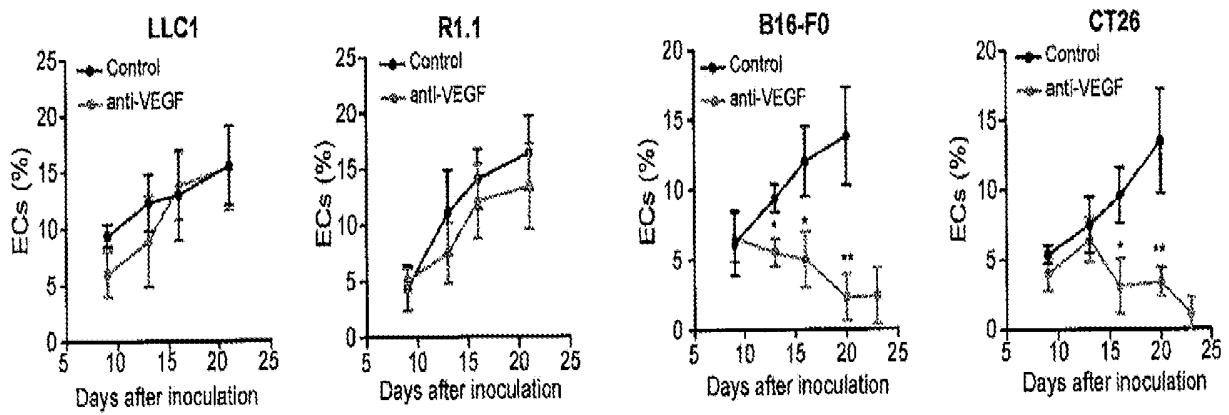 LLC1
Control
anti-VEGF
ECs (%)
25
20
15
10
5
0
5 10 15 20 25
Days after inoculation
R1.1
Control
anti-VEGF
25
20
15
10
5
0
5 10 15 20 25
Days after inoculation
B16-F0
Control
anti-VEGF
ECs (%)
20
15
10
5
0
*
*
**
5 10 15 20 25
Days after inoculation
CT26
Control
anti-VEGF
ECs (%)
20
15
10
5
0
*
**
5 10 15 20 25
Days after inoculation